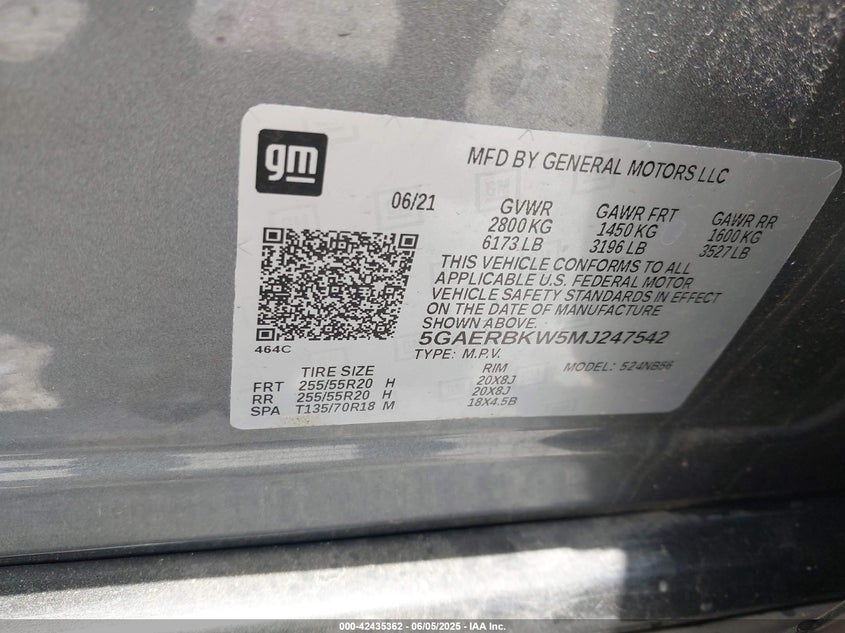 gm
MFD BY GENERAL MOTORS LLC
06/21
GVWR GAWR FRT GAWR RR
2800 KG 1450 KG 1600 KG
6173 LB 3196 LB 3527 LB
THIS VEHICLE CONFORMS TO ALL
APPLICABLE U.S. FEDERAL MOTOR
VEHICLE SAFETY STANDARDS IN EFFECT
ON THE DATE OF MANUFACTURE
SHOWN ABOVE.
5GAERBKW5MJ247542
464C
TYPE: M.P.V. MODEL: 524NB56
TIRE SIZE RIM
FRT 255/55R20 H 20X8J
RR 255/55R20 H 20X8J
SPA T135/70R18 M 18X4.5B
000-42435362 - 06/05/2025 - IAA Inc.